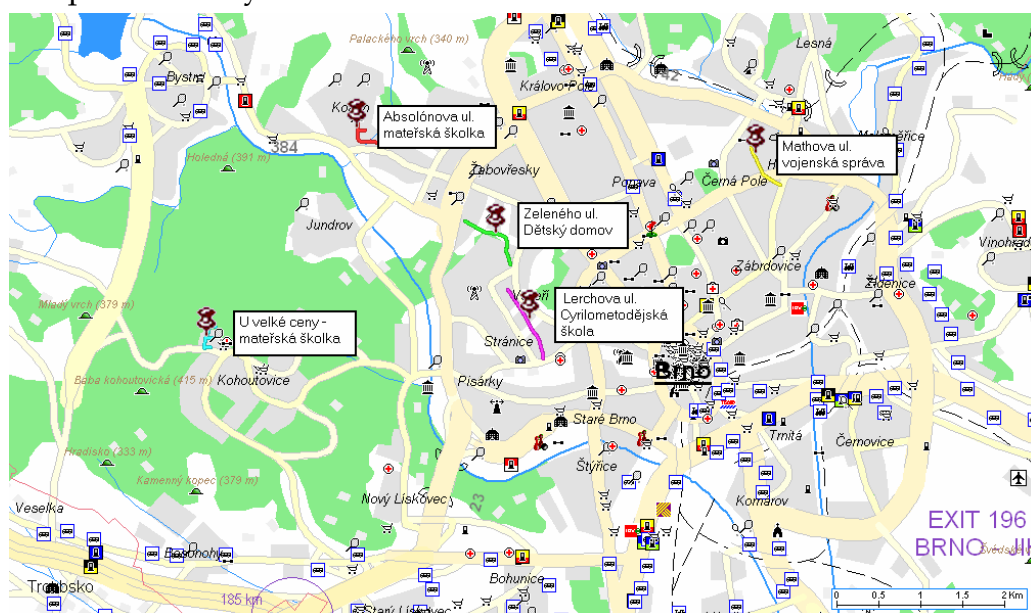 Palackého vrch (340 m)
Lesná
Bystrc
Královo Pole
42
Absolónova ul.
mateřská školka
384
Mathova ul.
vojenská správa
Holedná (391 m)
Žabovřesky
Ponava
Černá Pole
Jundrov
Zeleného ul.
Dětský domov
Vinohrady
Zábrdovice
Židenice
Mladý vrch (379 m)
Lerchova ul.
Cyrilometodějská
škola
U velké ceny -
mateřská školka
Stránice
Brno
Kohoutovice
Pisárky
Baba kohoutovická (415 m)
Staré Brno
Trnitá
Černovice
Hradisko (333 m)
Štýřice
Kamenný kopec (379 m)
Nový Lískovec
23
Komárov
Veselka
EXIT 196
BRNO - JIH
Bosonohy
Bohunice
Troubsko
185 km
Starý Lískovec
0 0,5 1 1,5 2 Km